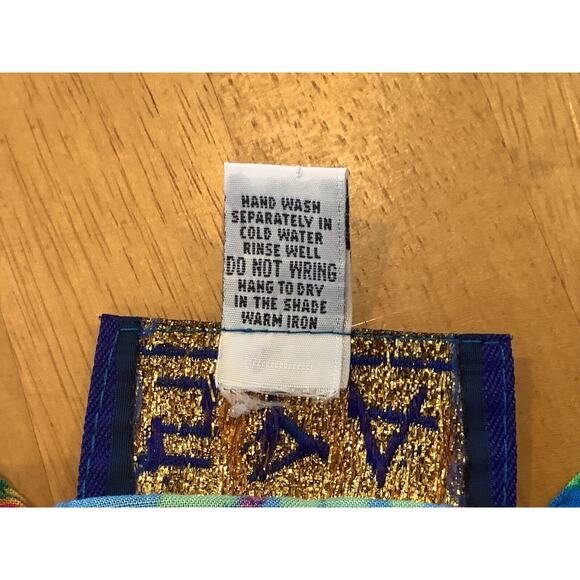 HAND WASH
SEPARATELY IN
COLD WATER
RINSE WELL
DO NOT WRING
HANG TO DRY
IN THE SHADE
WARM IRON